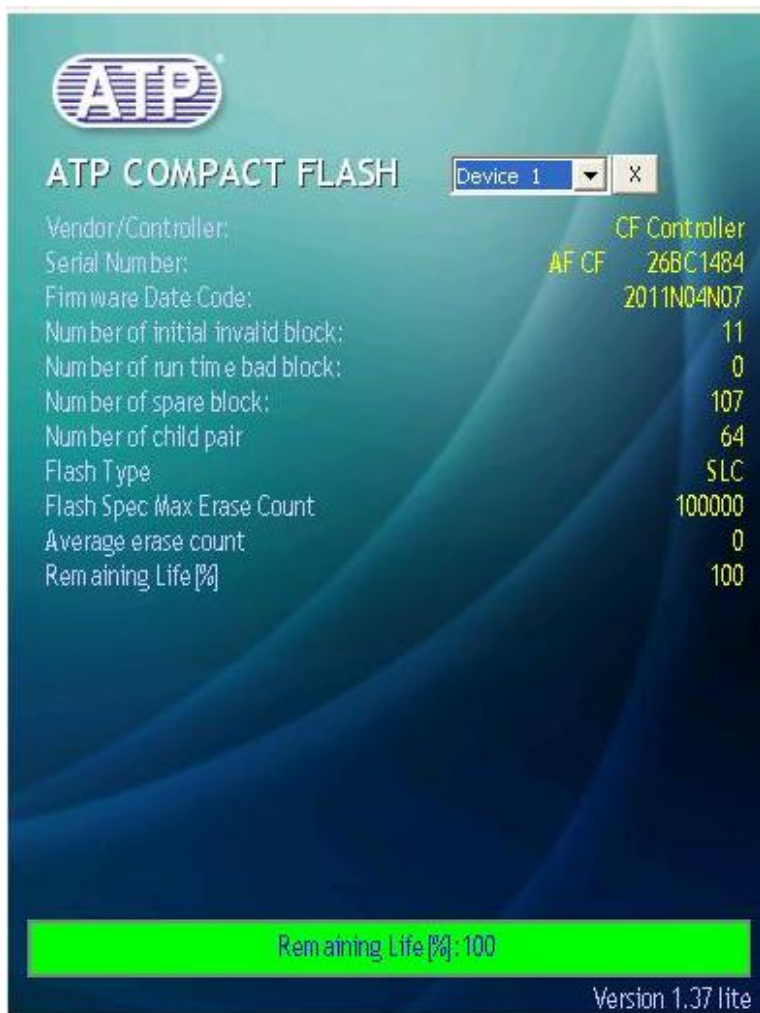 ATP
ATP COMPACT FLASH Device 1 X
Vendor/Controller: CF Controller
Serial Number: AF CF 26BC1484
Firmware Date Code: 2011N04N07
Number of initial invalid block: 11
Number of run time bad block: 0
Number of spare block: 107
Number of child pair 64
Flash Type SLC
Flash Spec Max Erase Count 100000
Average erase count 0
Remaining Life[%] 100
Remaining Life[%]:100
Version 1.37 lite